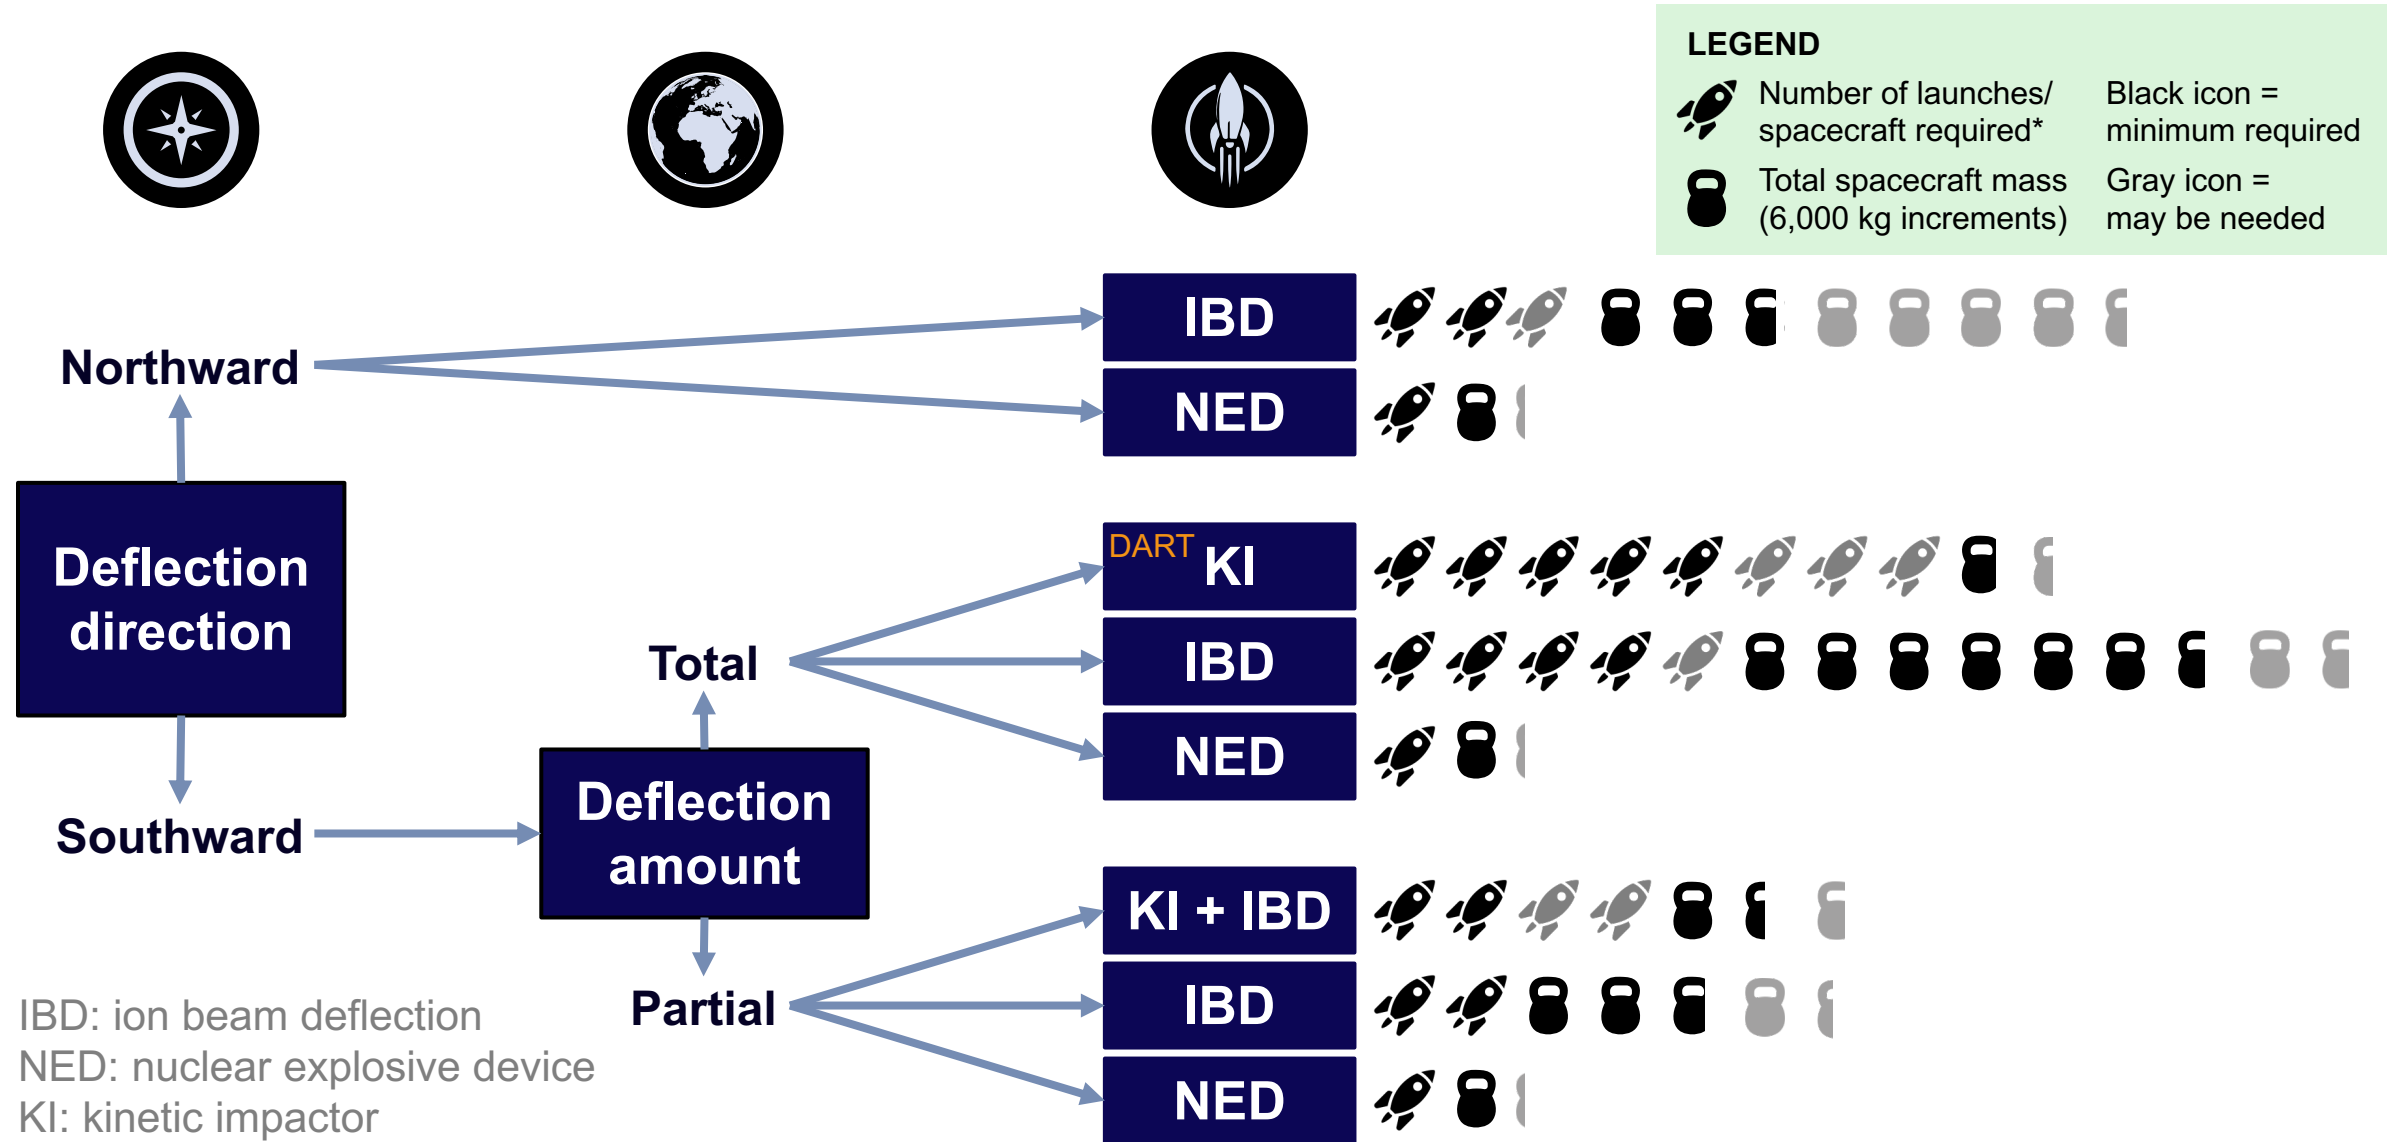 LEGEND
Number of launches/
spacecraft required*
Black icon =
minimum required
Total spacecraft mass
(6,000 kg increments)
Gray icon =
may be needed
IBD
Northward
NED
Deflection
direction
DART KI
Total
IBD
NED
Southward
Deflection
amount
KI + IBD
Partial
IBD
NED
IBD: ion beam deflection
NED: nuclear explosive device
KI: kinetic impactor